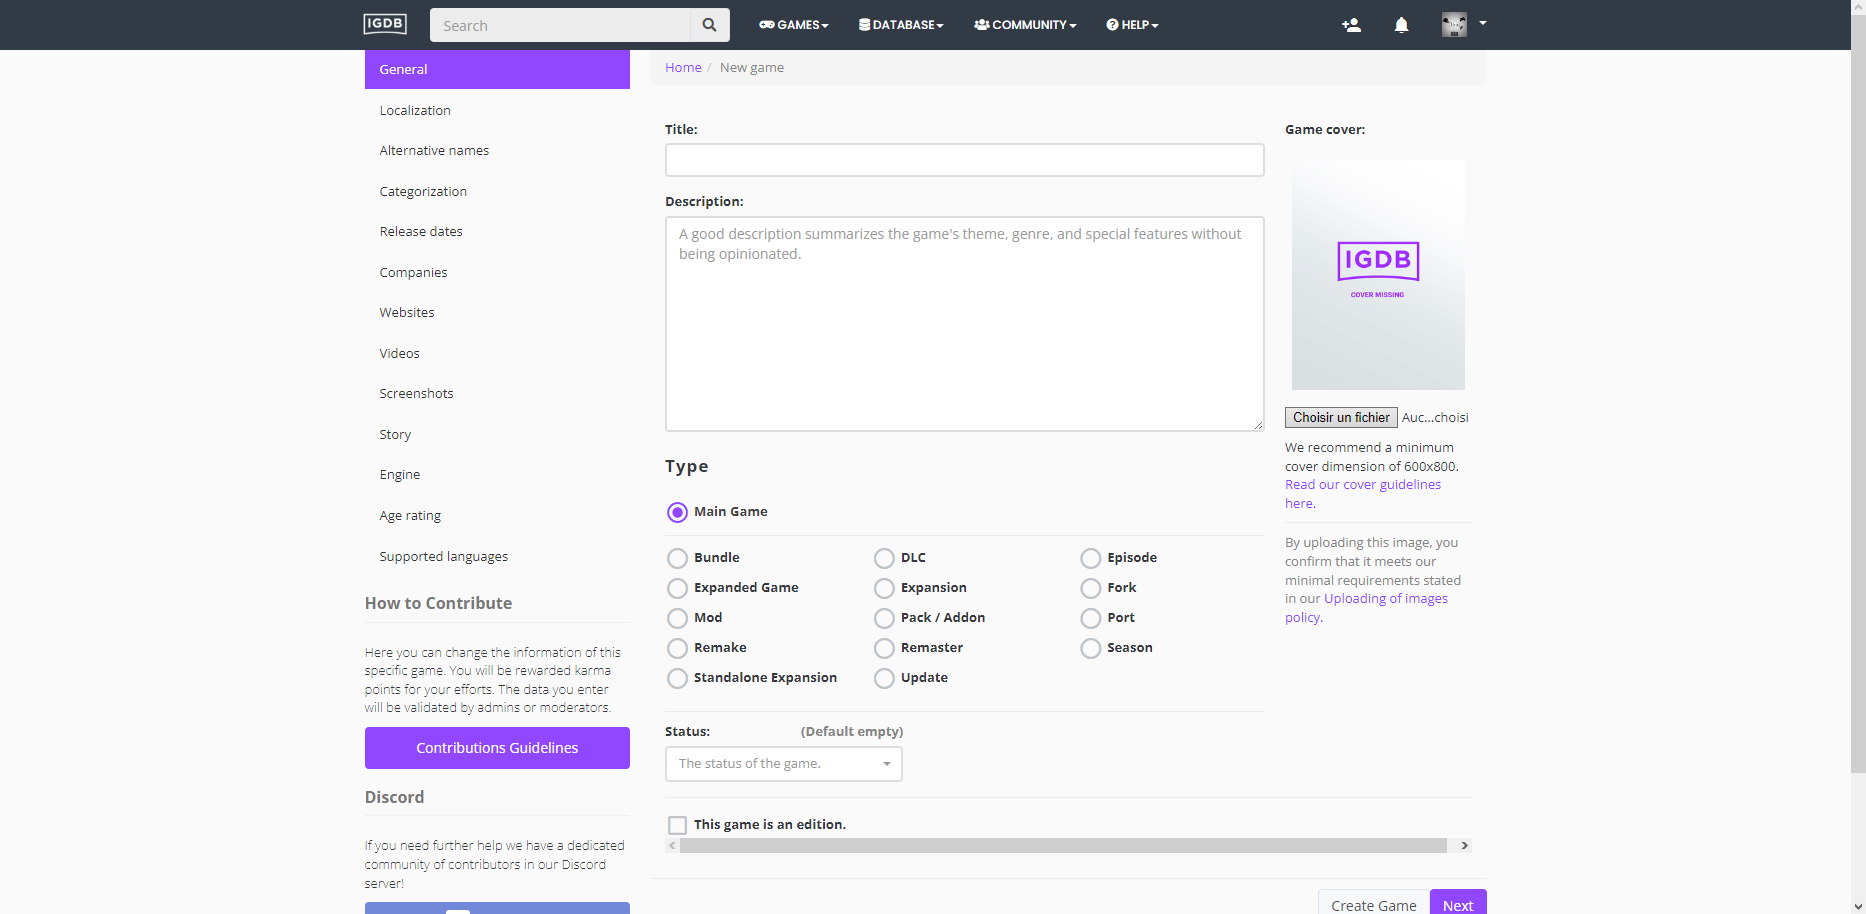 IGDB
Search
GAMES
DATABASE
COMMUNITY
HELP
General
Localization
Alternative names
Categorization
Release dates
Companies
Websites
Videos
Screenshots
Story
Engine
Age rating
Supported languages
How to Contribute
Here you can change the information of this
specific game. You will be rewarded karma
points for your efforts. The data you enter
will be validated by admins or moderators.
Contributions Guidelines
Discord
If you need further help we have a dedicated
community of contributors in our Discord
server!
Home / New game
Title:
Description:
A good description summarizes the game's theme, genre, and special features without
being opinionated.
Type
Main Game
Bundle
DLC
Episode
Expanded Game
Expansion
Fork
Mod
Pack / Addon
Port
Remake
Remaster
Season
Standalone Expansion
Update
Status:
(Default empty)
The status of the game.
This game is an edition.
Create Game
Next
Game cover:
IGDB
COVER MISSING
Choisir un fichier
Auc...choisi
We recommend a minimum
cover dimension of 600x800.
Read our cover guidelines
here.
By uploading this image, you
confirm that it meets our
minimal requirements stated
in our Uploading of images
policy.